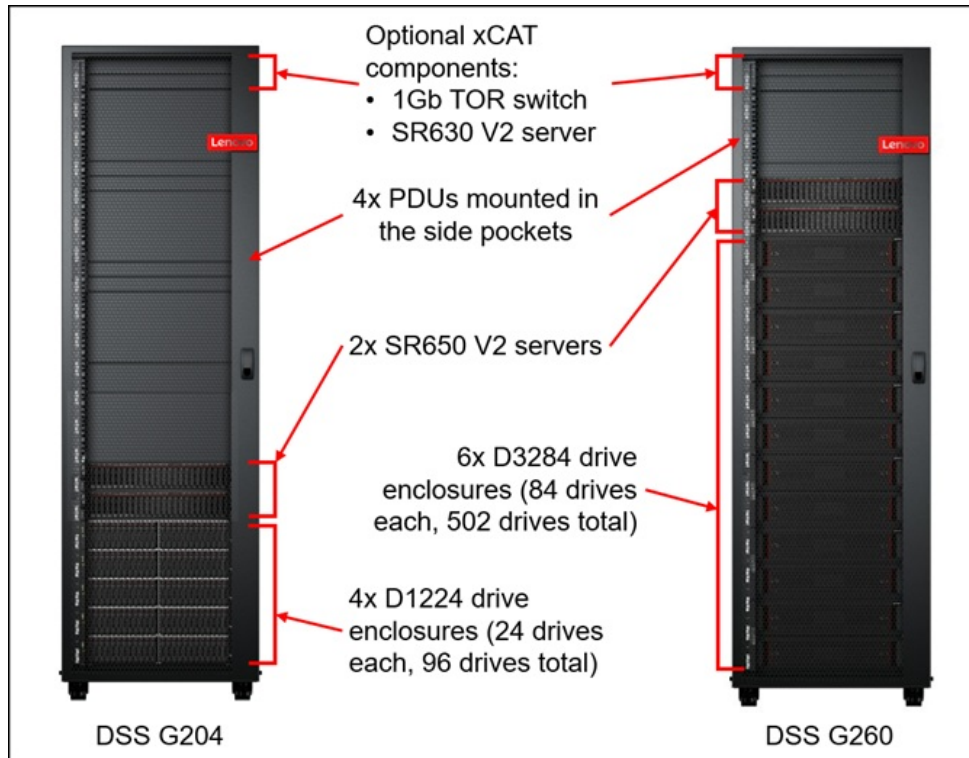 Optional xCAT
components:
• 1Gb TOR switch
• SR630 V2 server
Lenovo
Lenovo
4x PDUs mounted in
the side pockets
2x SR650 V2 servers
6x D3284 drive
enclosures (84 drives
each, 502 drives total)
4x D1224 drive
enclosures (24 drives
each, 96 drives total)
DSS G204
DSS G260